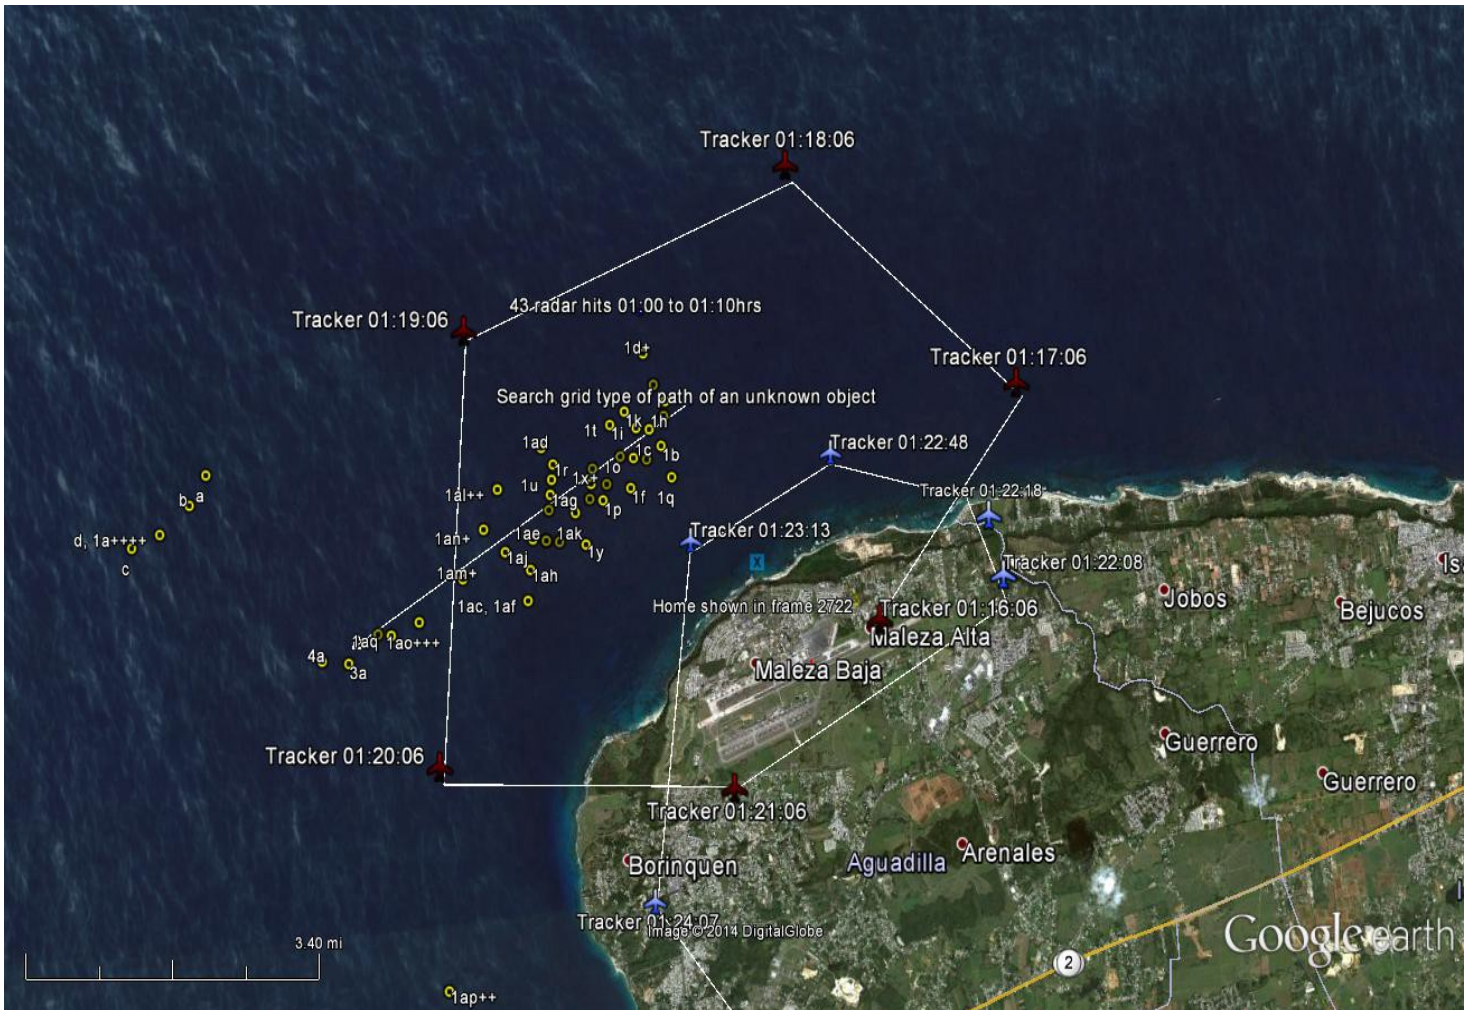 Tracker 01:18:06
43 radar hits 01:00 to 01:10hrs
Tracker 01:19:06
1d+
Tracker 01:17:06
Search grid type of path of an unknown object
1t
1i
1k
1h
Tracker 01:22:48
1ad
1c
1b
1r
1o
1u
1x+
1al++
1ag
1f
1q
1p
Tracker 01:22:18
b
a
d, 1a++++
c
1an+
1ae
1ak
1y
Tracker 01:23:13
1aj
1am+
1ah
X
Tracker 01:22:08
Isa
1ac, 1af
Home shown in frame 2722
Tracker 01:16:06
Jobos
Bejucos
Maleza Alta
1aq
1ao+++
4a
3a
Maleza Baja
Guerrero
Tracker 01:20:06
Guerrero
Tracker 01:21:06
Borinquen
Aguadilla
Arenales
Tracker 01:24:07
Image © 2014 DigitalGlobe
Google earth
3.40 mi
2
1ap++